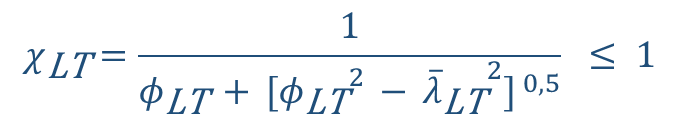 χ_LT = 1 / (ϕ_LT + [ϕ_LT² − λ̄_LT²]^0,5) ≤ 1